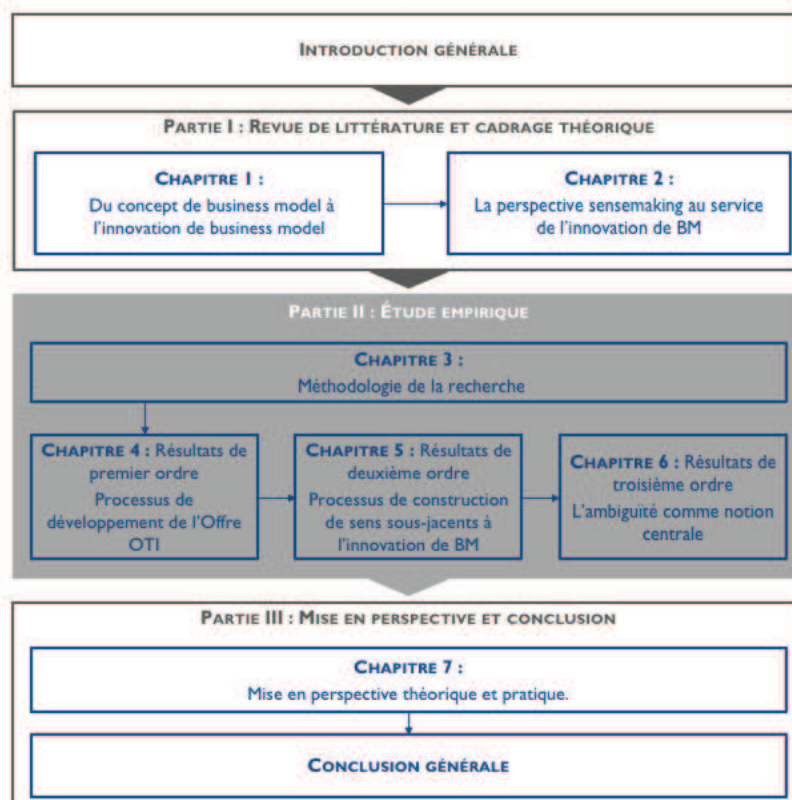 INTRODUCTION GÉNÉRALE
PARTIE I : REVUE DE LITTÉRATURE ET CADRAGE THÉORIQUE
CHAPITRE 1 :
Du concept de business model à
l'innovation de business model
CHAPITRE 2 :
La perspective sensemaking au service
de l'innovation de BM
PARTIE II : ÉTUDE EMPIRIQUE
CHAPITRE 3 :
Méthodologie de la recherche
CHAPITRE 4 : Résultats de
premier ordre
Processus de
développement de l'Offre
OTI
CHAPITRE 5 : Résultats de
deuxième ordre
Processus de construction
de sens sous-jacents à
l'innovation de BM
CHAPITRE 6 : Résultats de
troisième ordre
L'ambiguïté comme notion
centrale
PARTIE III : MISE EN PERSPECTIVE ET CONCLUSION
CHAPITRE 7 :
Mise en perspective théorique et pratique.
CONCLUSION GÉNÉRALE